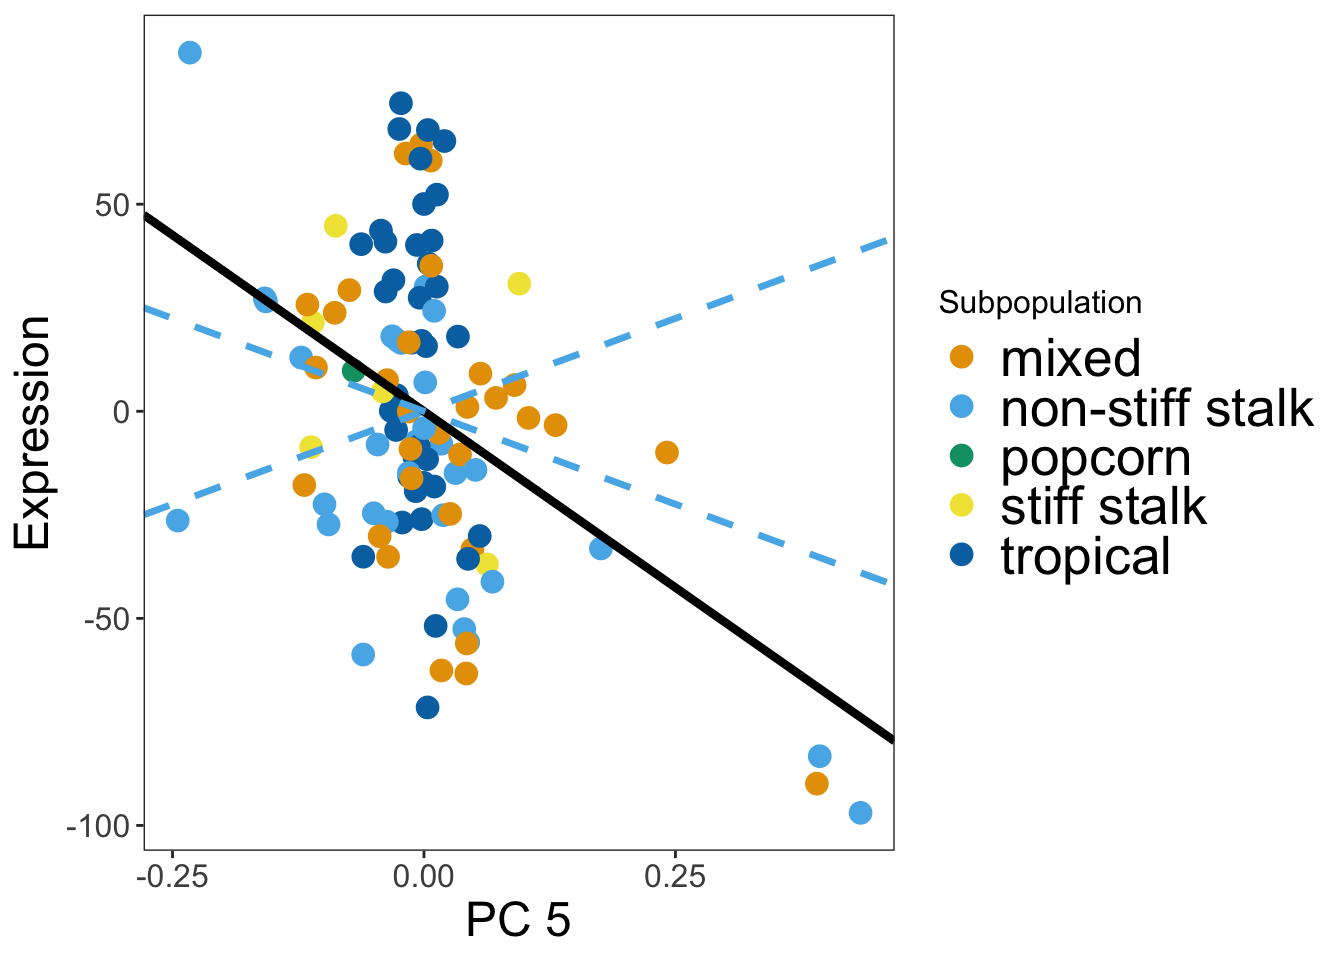 Expression
50
0
-50
-100
-0.25 0.00 0.25
PC 5
Subpopulation
mixed
non-stiff stalk
popcorn
stiff stalk
tropical